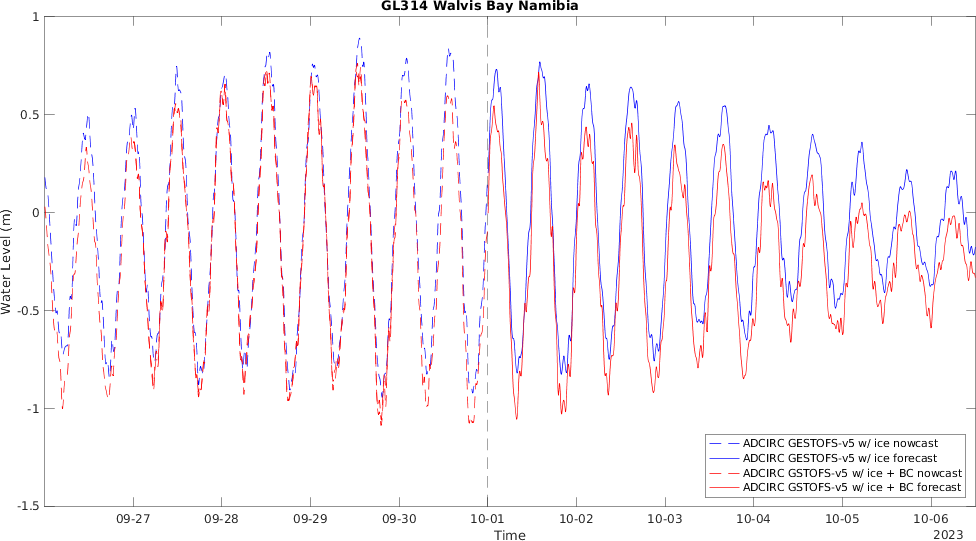 GL314 Walvis Bay Namibia
1
0.5
0
-0.5
-1
-1.5
Water Level (m)
ADCIRC GESTOFS-v5 w/ ice nowcast
ADCIRC GESTOFS-v5 w/ ice forecast
ADCIRC GSTOFS-v5 w/ ice + BC nowcast
ADCIRC GSTOFS-v5 w/ ice + BC forecast
09-27 09-28 09-29 09-30 10-01 10-02 10-03 10-04 10-05 10-06
Time
2023